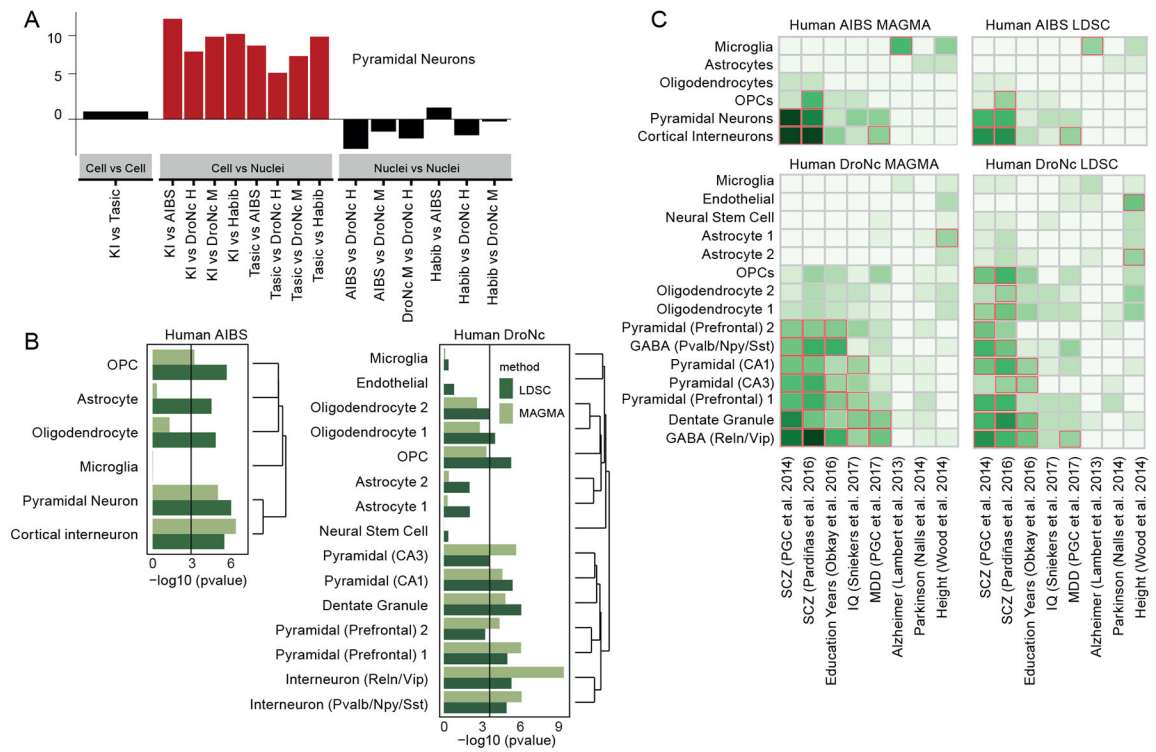 A
10
5
0
Pyramidal Neurons
Cell vs Cell
Cell vs Nuclei
Nuclei vs Nuclei
KI vs Tasic
KI vs AIBS
KI vs DroNc H
KI vs DroNc M
KI vs Habib
Tasic vs AIBS
Tasic vs DroNc H
Tasic vs DroNc M
Tasic vs Habib
AIBS vs DroNc H
AIBS vs DroNc M
DroNc M vs DroNc H
Habib vs AIBS
Habib vs DroNc H
Habib vs DroNc M
B
Human AIBS
OPC
Astrocyte
Oligodendrocyte
Microglia
Pyramidal Neuron
Cortical interneuron
0 3 6
−log10 (pvalue)
Human DroNc
Microglia
Endothelial
Oligodendrocyte 2
Oligodendrocyte 1
OPC
Astrocyte 2
Astrocyte 1
Neural Stem Cell
Pyramidal (CA3)
Pyramidal (CA1)
Dentate Granule
Pyramidal (Prefrontal) 2
Pyramidal (Prefrontal) 1
Interneuron (Reln/Vip)
Interneuron (Pvalb/Npy/Sst)
method
LDSC
MAGMA
0 3 6 9
−log10 (pvalue)
C
Human AIBS MAGMA
Human AIBS LDSC
Microglia
Astrocytes
Oligodendrocytes
OPCs
Pyramidal Neurons
Cortical Interneurons
Human DroNc MAGMA
Human DroNc LDSC
Microglia
Endothelial
Neural Stem Cell
Astrocyte 1
Astrocyte 2
OPCs
Oligodendrocyte 2
Oligodendrocyte 1
Pyramidal (Prefrontal) 2
GABA (Pvalb/Npy/Sst)
Pyramidal (CA1)
Pyramidal (CA3)
Pyramidal (Prefrontal) 1
Dentate Granule
GABA (Reln/Vip)
SCZ (PGC et al. 2014)
SCZ (Pardiñas et al. 2016)
Education Years (Obkay et al. 2016)
IQ (Sniekers et al. 2017)
MDD (PGC et al. 2017)
Alzheimer (Lambert et al. 2013)
Parkinson (Nalls et al. 2014)
Height (Wood et al. 2014)
SCZ (PGC et al. 2014)
SCZ (Pardiñas et al. 2016)
Education Years (Obkay et al. 2016)
IQ (Sniekers et al. 2017)
MDD (PGC et al. 2017)
Alzheimer (Lambert et al. 2013)
Parkinson (Nalls et al. 2014)
Height (Wood et al. 2014)